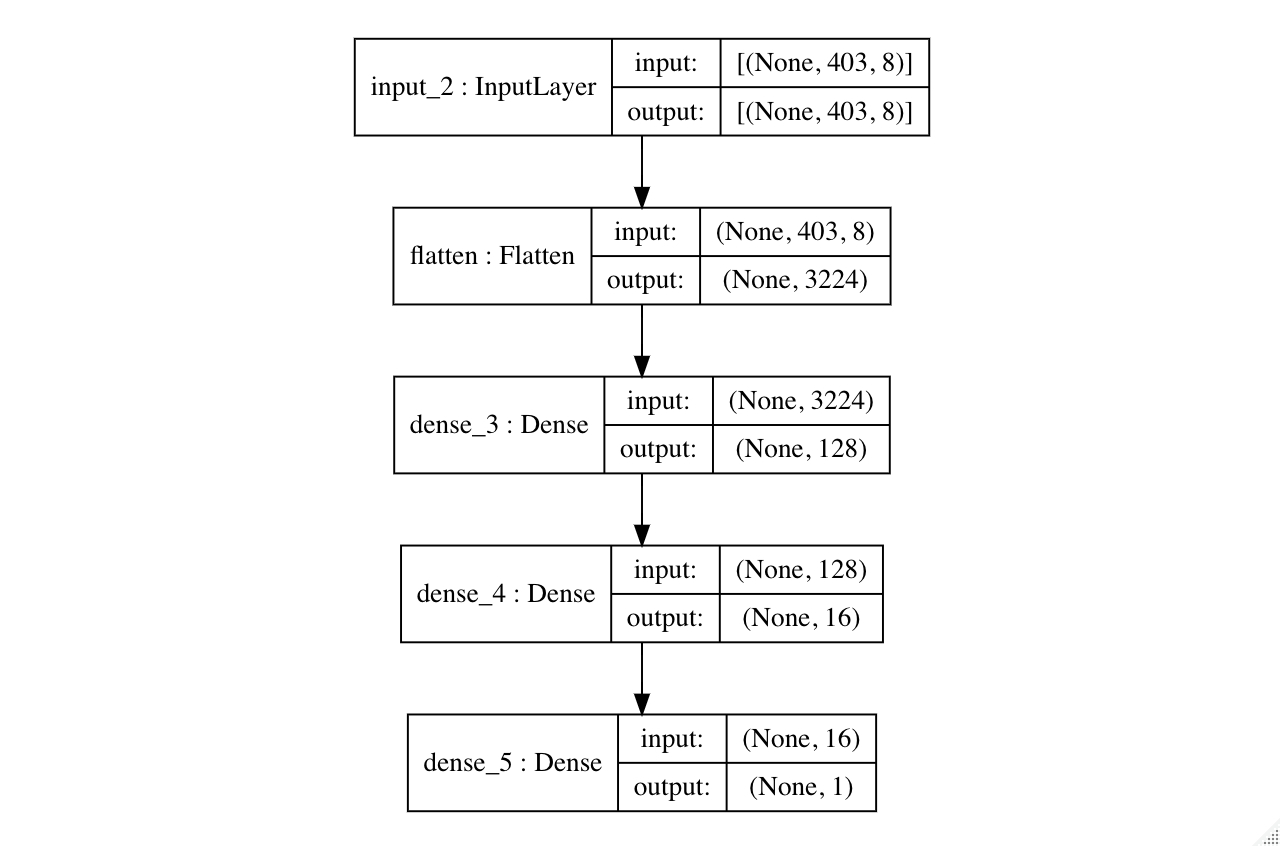 input_2 : InputLayer
input: [(None, 403, 8)]
output: [(None, 403, 8)]
flatten : Flatten
input: (None, 403, 8)
output: (None, 3224)
dense_3 : Dense
input: (None, 3224)
output: (None, 128)
dense_4 : Dense
input: (None, 128)
output: (None, 16)
dense_5 : Dense
input: (None, 16)
output: (None, 1)